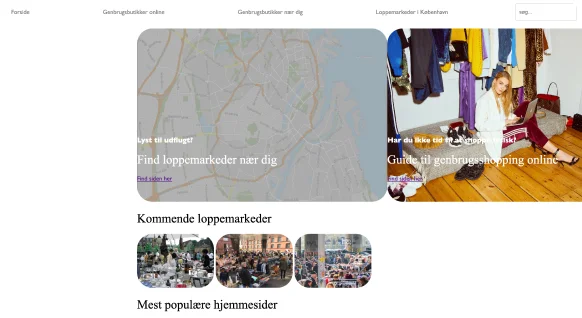 Forside
Genbrugsbutikker online
Genbrugsbutikker nær dig
Loppemarkeder i København
søg...
Lyst til udflugt?
Find loppemarkeder nær dig
Find siden her
Har du ikke tid til at shoppe fysisk?
Guide til genbrugsshopping online
Find siden her
Kommende loppemarkeder
Mest populære hjemmesider